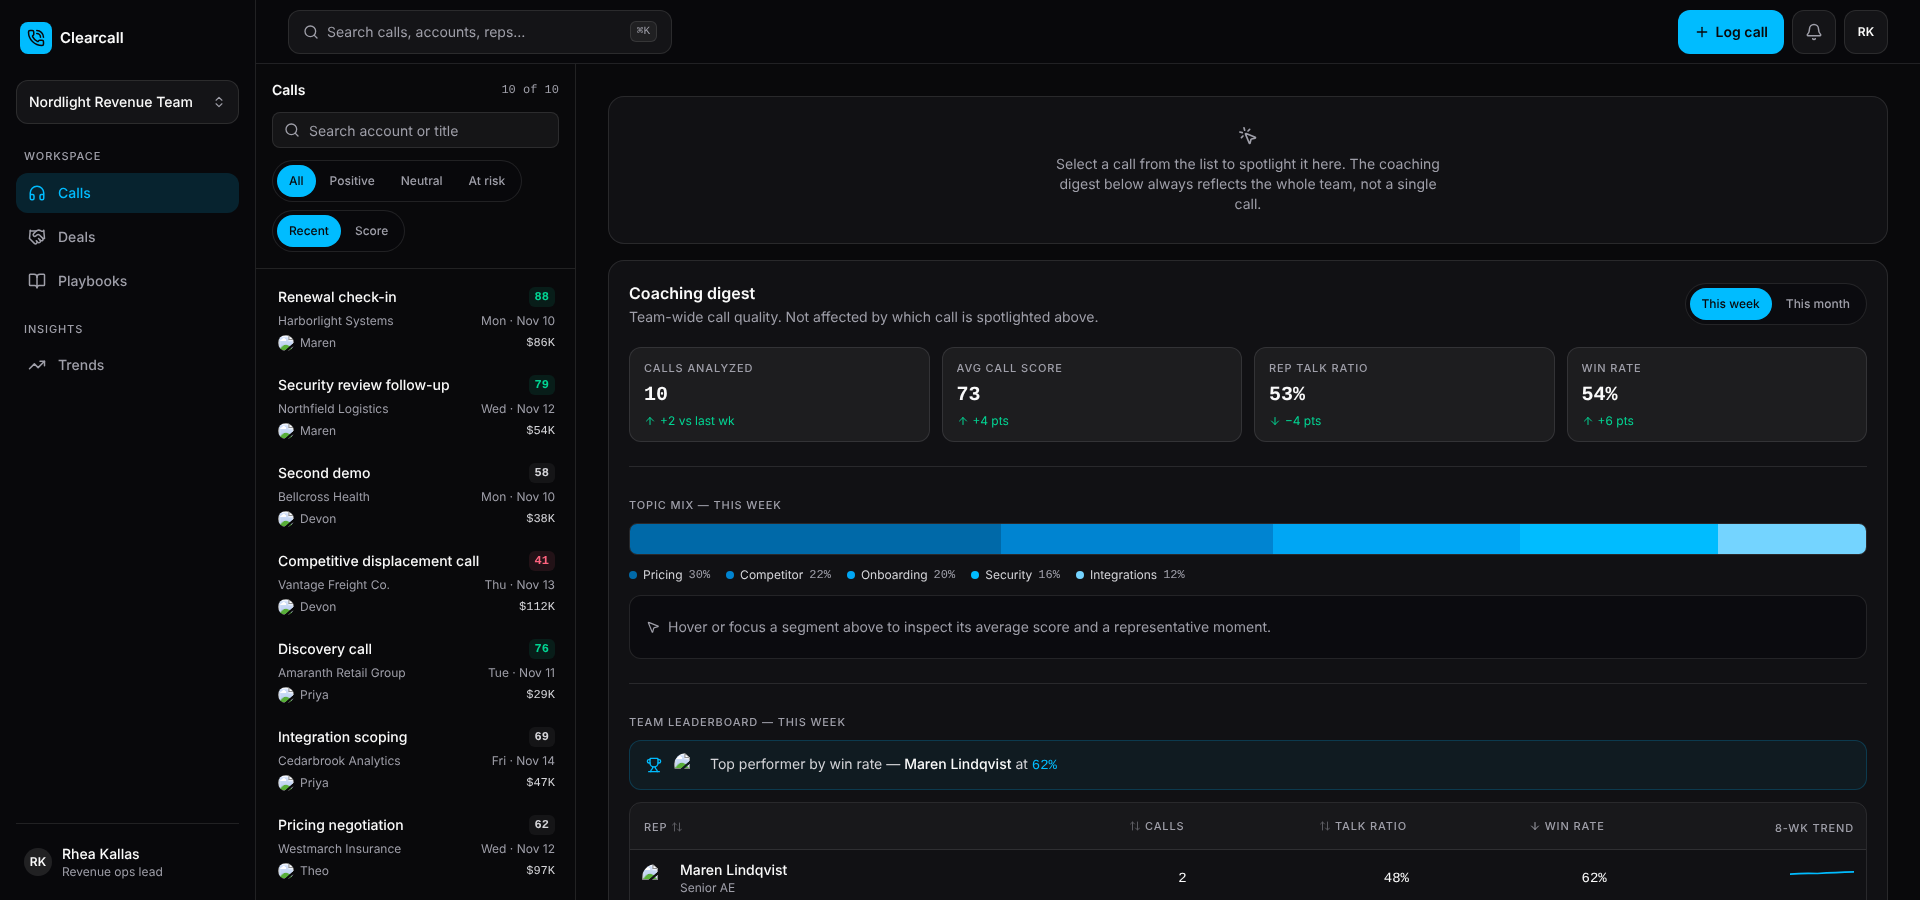 Clearcall
Search calls, accounts, reps...
⌘K
+ Log call
RK
Nordlight Revenue Team
WORKSPACE
Calls
Deals
Playbooks
INSIGHTS
Trends
RK
Rhea Kallas
Revenue ops lead
Calls
10 of 10
Search account or title
All
Positive
Neutral
At risk
Recent
Score
Renewal check-in 88
Harborlight Systems Mon · Nov 10
Maren $86K
Security review follow-up 79
Northfield Logistics Wed · Nov 12
Maren $54K
Second demo 58
Bellcross Health Mon · Nov 10
Devon $38K
Competitive displacement call 41
Vantage Freight Co. Thu · Nov 13
Devon $112K
Discovery call 76
Amaranth Retail Group Tue · Nov 11
Priya $29K
Integration scoping 69
Cedarbrook Analytics Fri · Nov 14
Priya $47K
Pricing negotiation 62
Westmarch Insurance Wed · Nov 12
Theo $97K
Select a call from the list to spotlight it here. The coaching
digest below always reflects the whole team, not a single
call.
Coaching digest
Team-wide call quality. Not affected by which call is spotlighted above.
This week
This month
CALLS ANALYZED
10
↑ +2 vs last wk
AVG CALL SCORE
73
↑ +4 pts
REP TALK RATIO
53%
↓ −4 pts
WIN RATE
54%
↑ +6 pts
TOPIC MIX — THIS WEEK
Pricing 30% Competitor 22% Onboarding 20% Security 16% Integrations 12%
Hover or focus a segment above to inspect its average score and a representative moment.
TEAM LEADERBOARD — THIS WEEK
Top performer by win rate — Maren Lindqvist at 62%
REP ↑↓ ↑↓ CALLS ↑↓ TALK RATIO ↓ WIN RATE 8-WK TREND
Maren Lindqvist 2 48% 62%
Senior AE